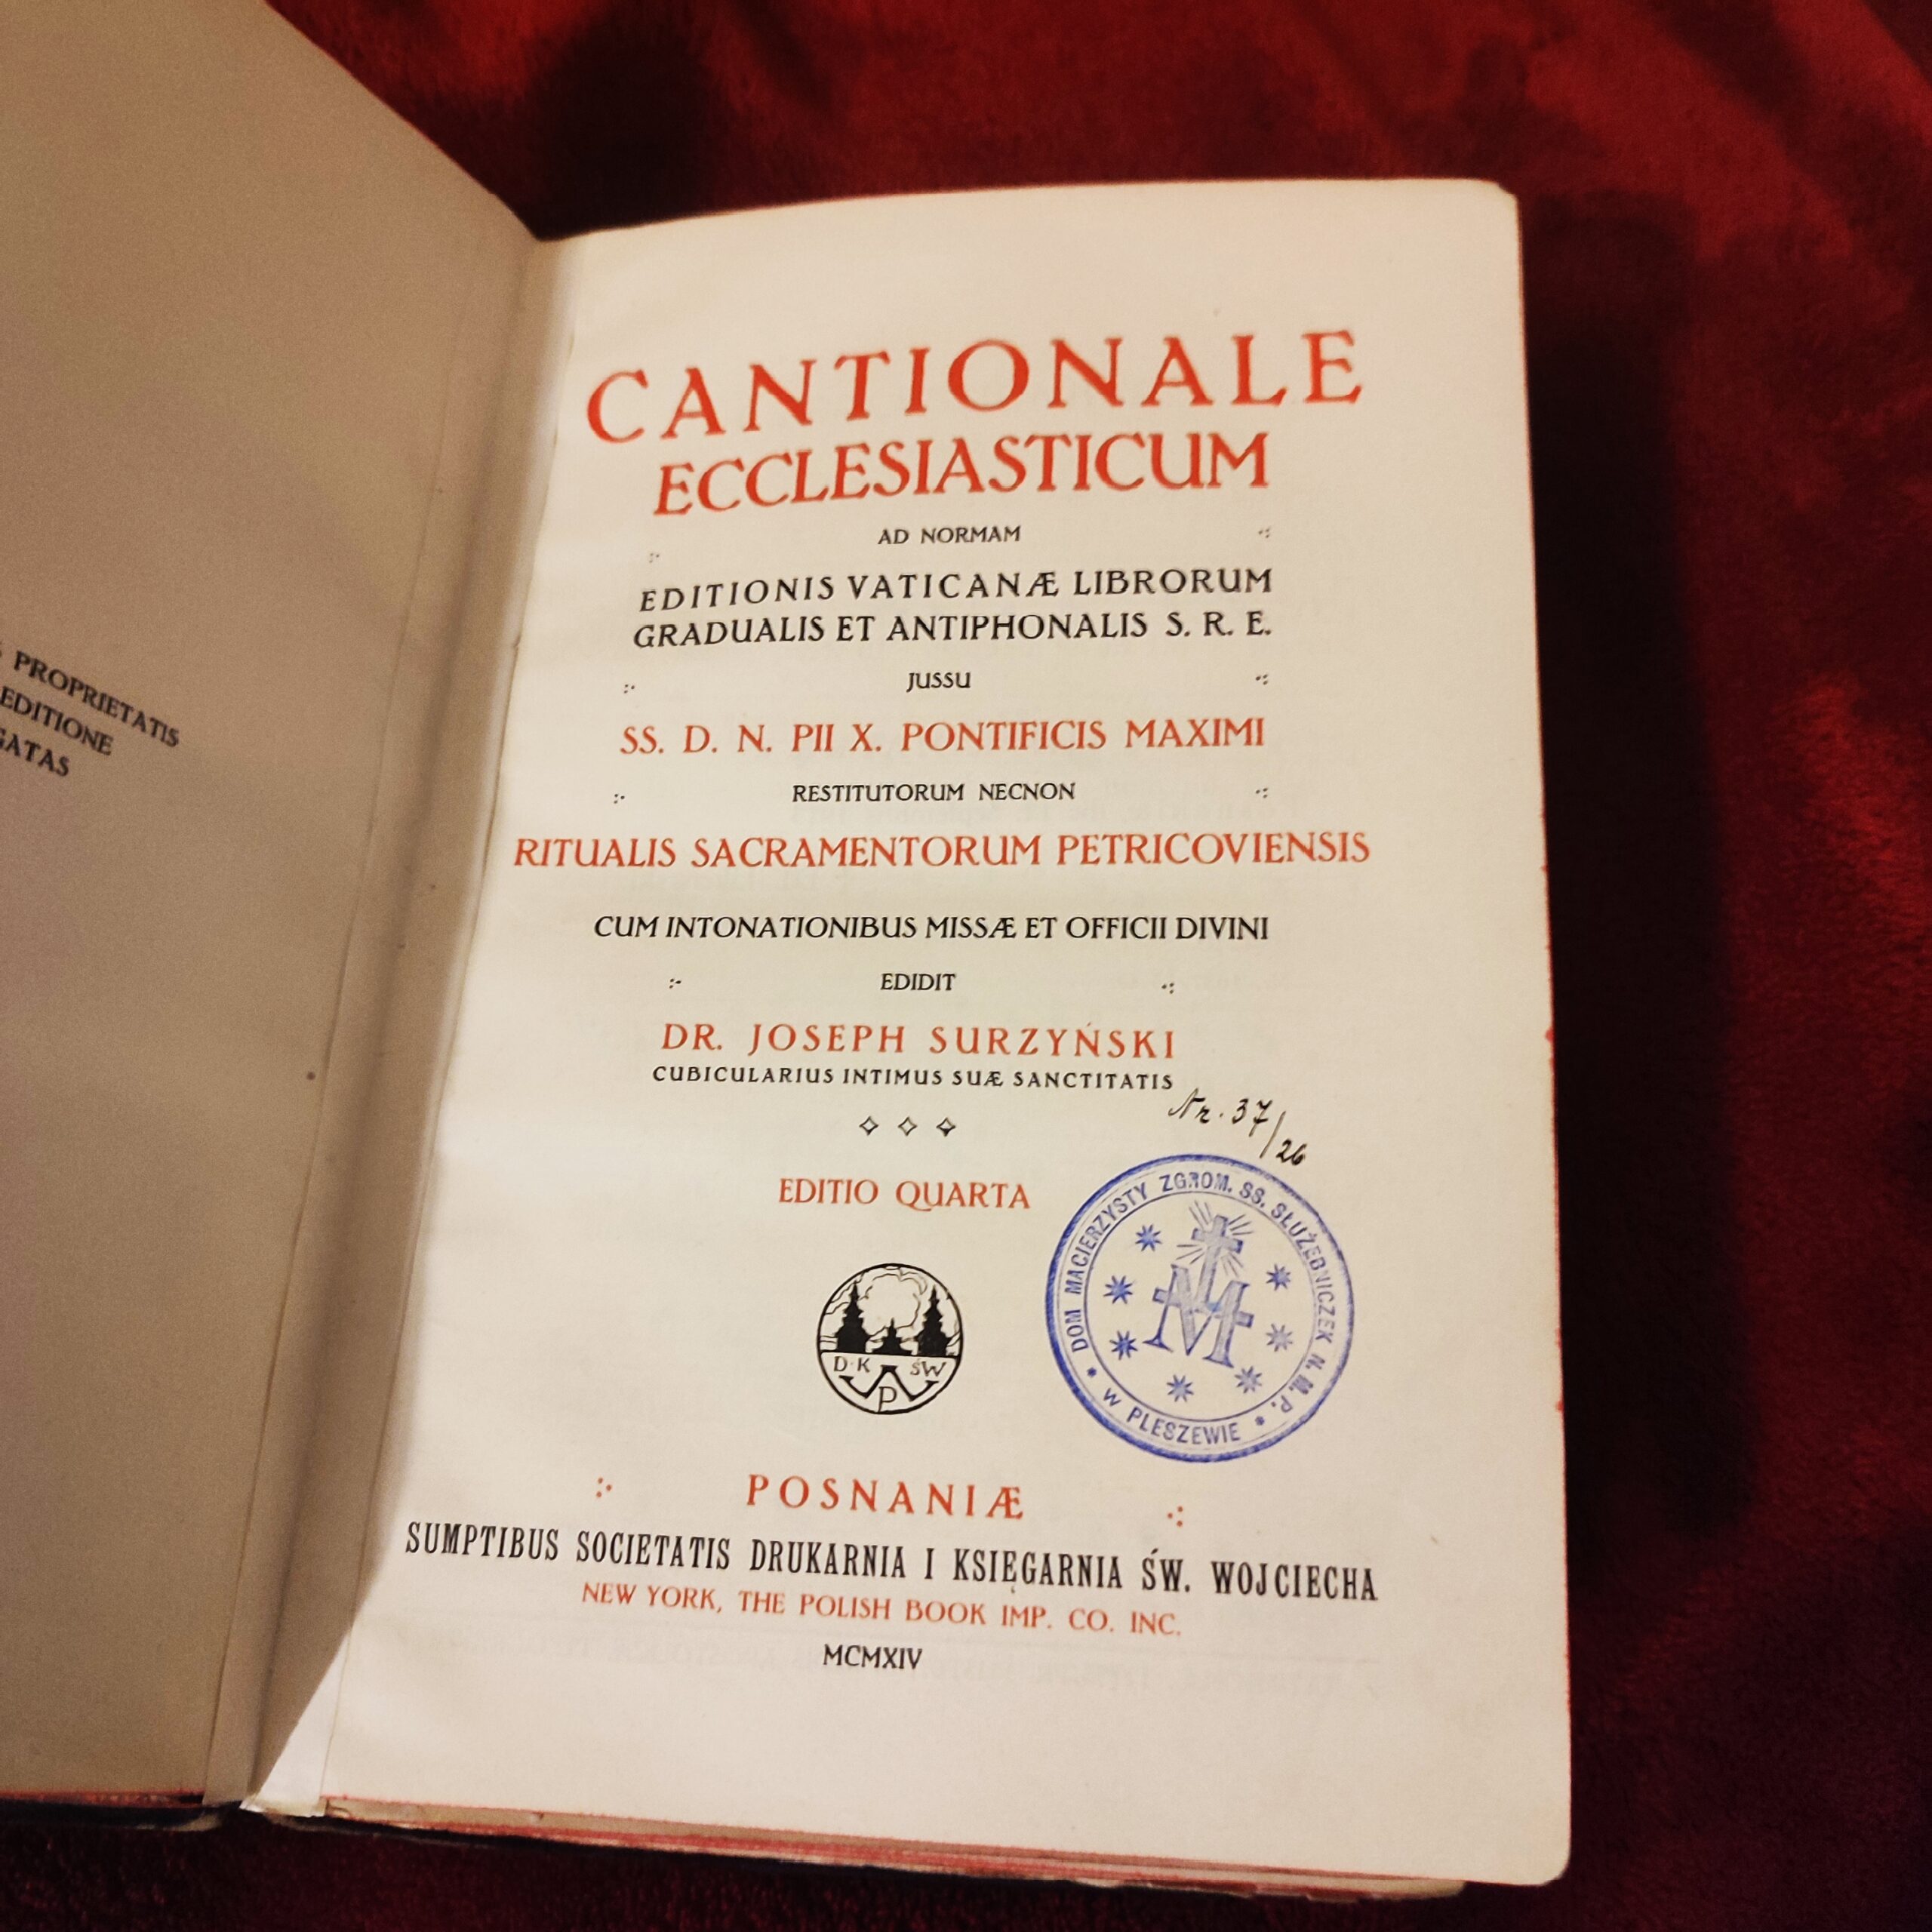 PROPRIETATIS
EDITIONE
CANTIONALE
ECCLESIASTICUM
AD NORMAM
EDITIONIS VATICANÆ LIBRORUM
GRADUALIS ET ANTIPHONALIS S. R. E.
JUSSU
SS. D. N. PII X. PONTIFICIS MAXIMI
RESTITUTORUM NECNON
RITUALIS SACRAMENTORUM PETRICOVIENSIS
CUM INTONATIONIBUS MISSÆ ET OFFICII DIVINI
EDIDIT
DR. JOSEPH SURZYŃSKI
CUBICULARIUS INTIMUS SUÆ SANCTITATIS
Nr. 37/26
EDITIO QUARTA
DOM MACIERZYSTY ZGROM. SS. SŁUŻEBNICZEK N. M. P.
W PLESZEWIE
D·K ŚW
P
POSNANIÆ
SUMPTIBUS SOCIETATIS DRUKARNIA I KSIĘGARNIA ŚW. WOJCIECHA
NEW YORK, THE POLISH BOOK IMP. CO. INC.
MCMXIV